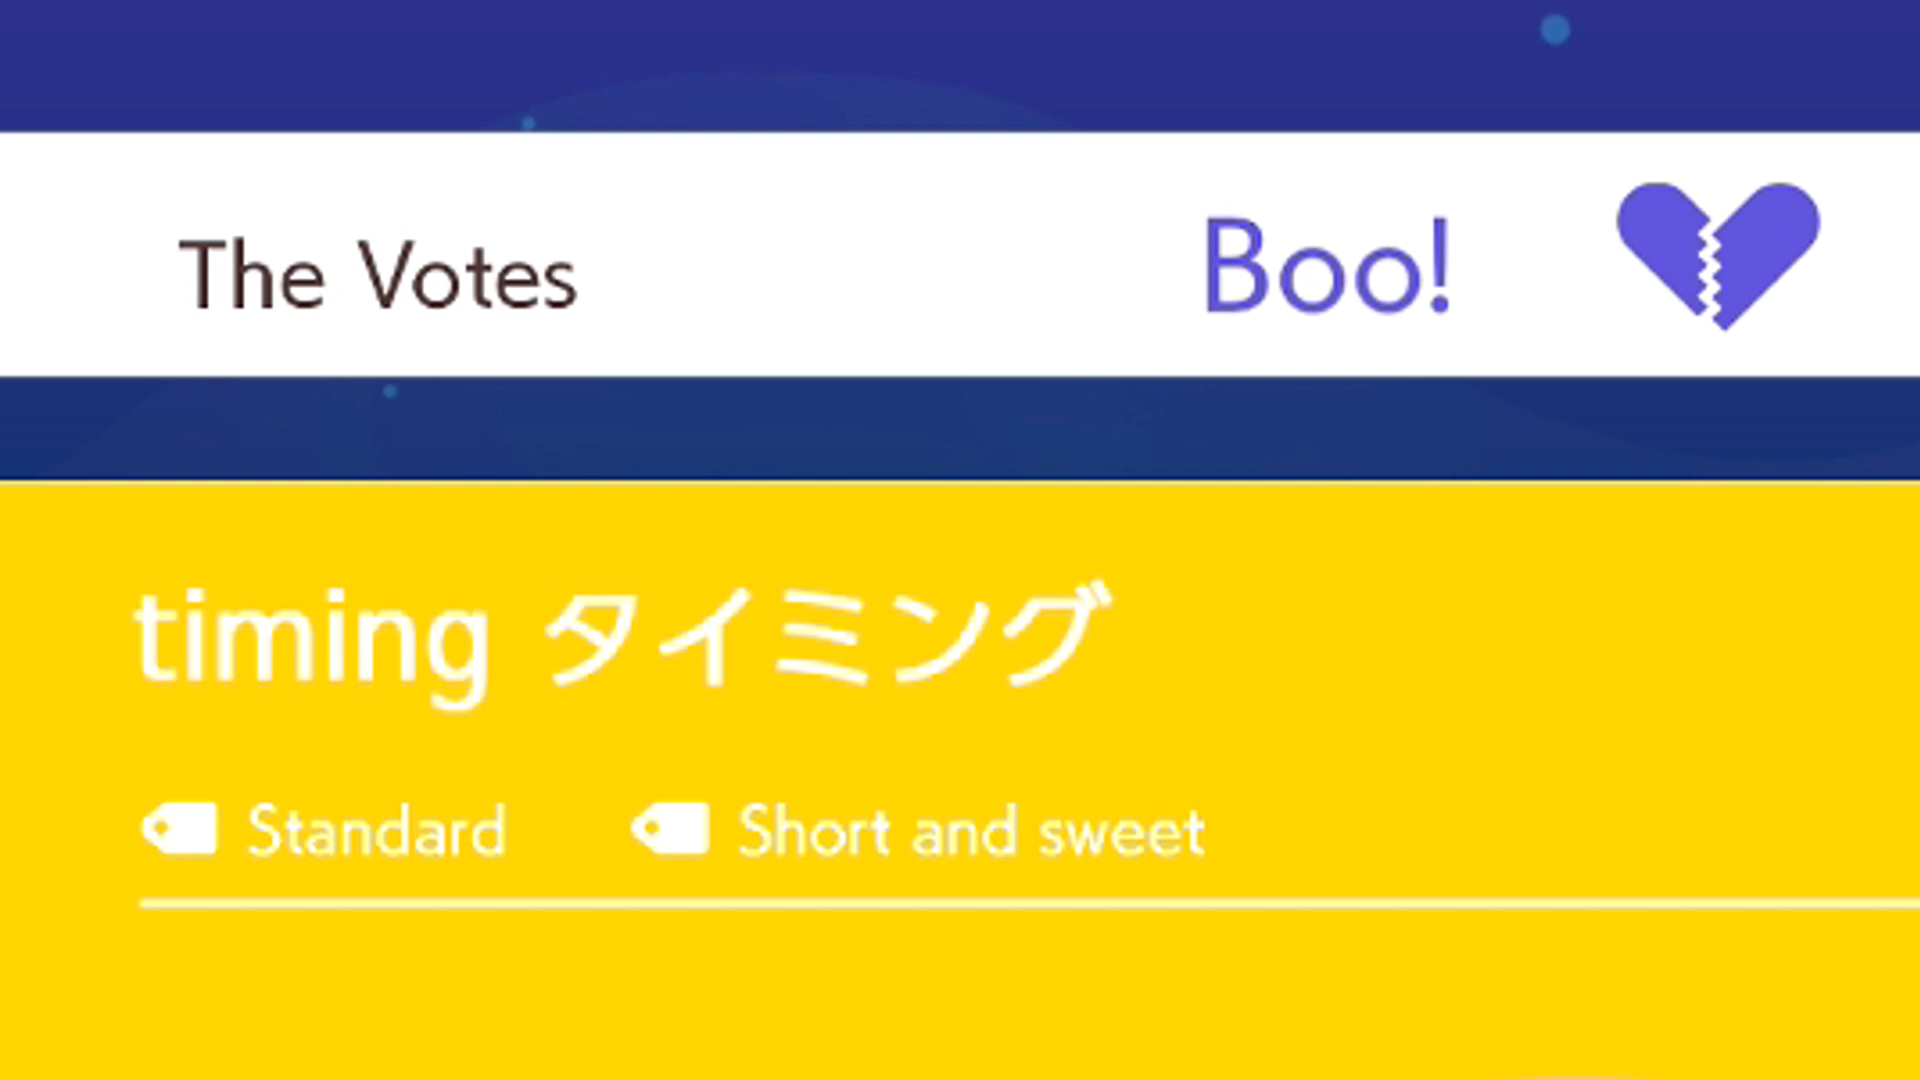 The Votes Boo!
timing タイミング
Standard Short and sweet